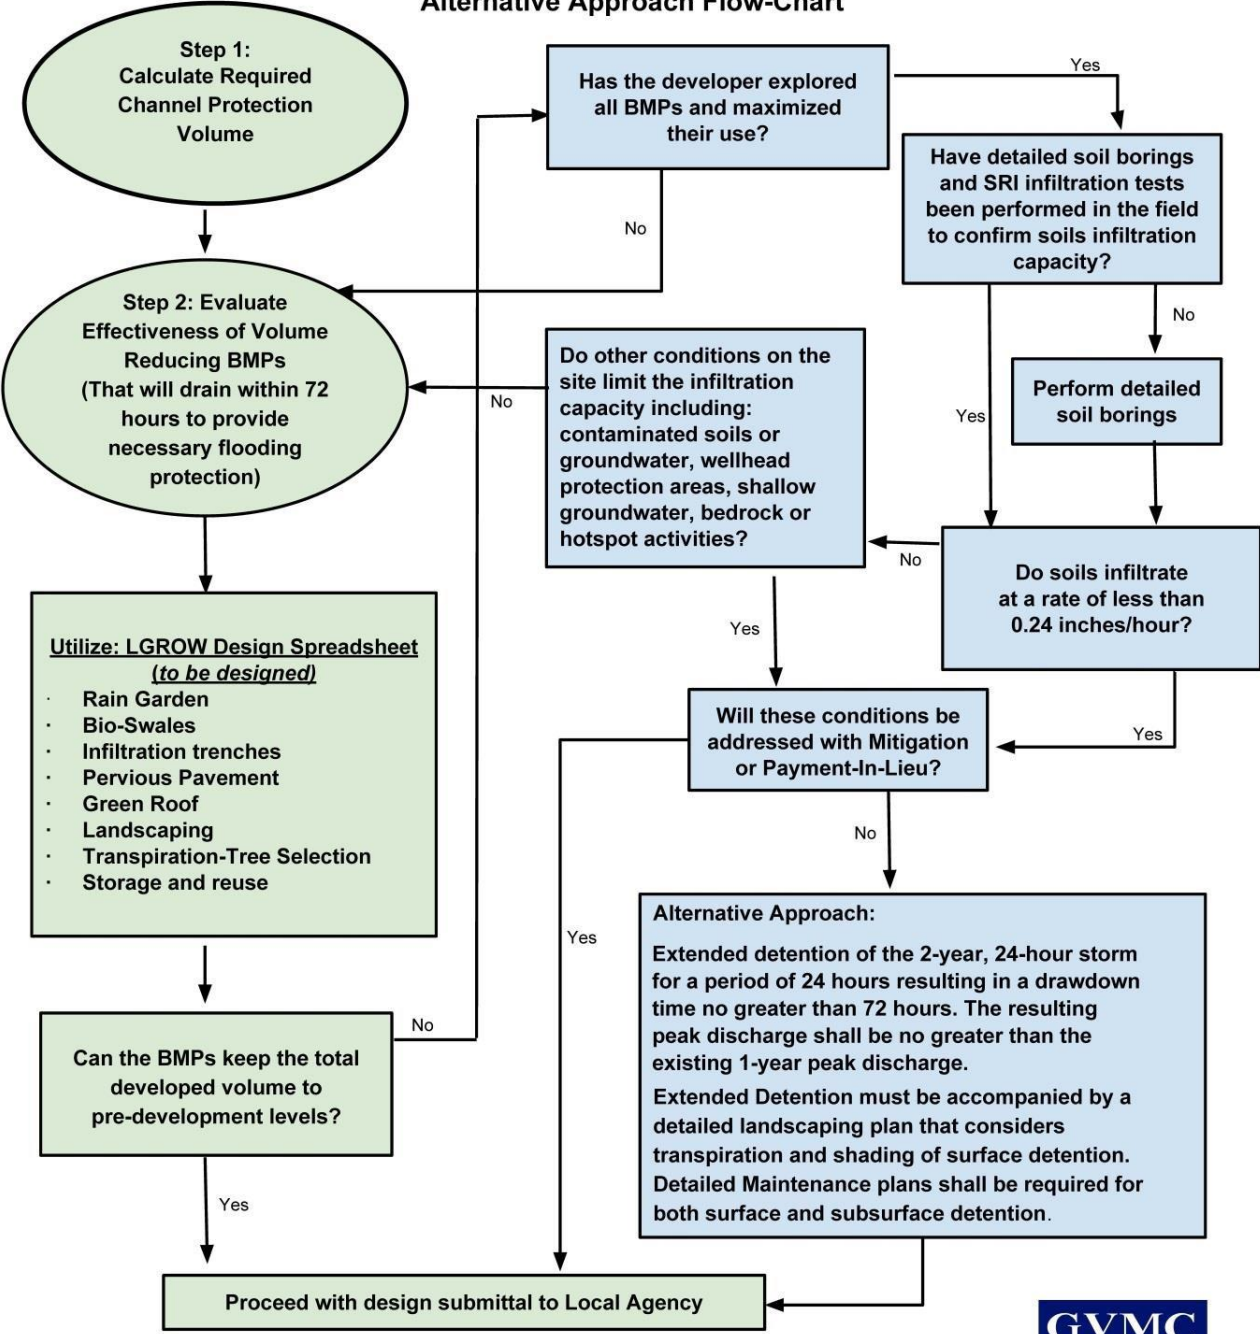 Alternative Approach Flow-Chart
Step 1:
Calculate Required
Channel Protection
Volume
Has the developer explored
all BMPs and maximized
their use?
Yes
Have detailed soil borings
and SRI infiltration tests
been performed in the field
to confirm soils infiltration
capacity?
No
Step 2: Evaluate
Effectiveness of Volume
Reducing BMPs
(That will drain within 72
hours to provide
necessary flooding
protection)
No
Do other conditions on the
site limit the infiltration
capacity including:
contaminated soils or
groundwater, wellhead
protection areas, shallow
groundwater, bedrock or
hotspot activities?
No
Yes
Perform detailed
soil borings
No
Do soils infiltrate
at a rate of less than
0.24 inches/hour?
Yes
Yes
Utilize: LGROW Design Spreadsheet
(to be designed)
· Rain Garden
· Bio-Swales
· Infiltration trenches
· Pervious Pavement
· Green Roof
· Landscaping
· Transpiration-Tree Selection
· Storage and reuse
Will these conditions be
addressed with Mitigation
or Payment-In-Lieu?
No
Yes
Alternative Approach:
Extended detention of the 2-year, 24-hour storm
for a period of 24 hours resulting in a drawdown
time no greater than 72 hours. The resulting
peak discharge shall be no greater than the
existing 1-year peak discharge.
Extended Detention must be accompanied by a
detailed landscaping plan that considers
transpiration and shading of surface detention.
Detailed Maintenance plans shall be required for
both surface and subsurface detention.
No
Can the BMPs keep the total
developed volume to
pre-development levels?
Yes
Proceed with design submittal to Local Agency
GVMC